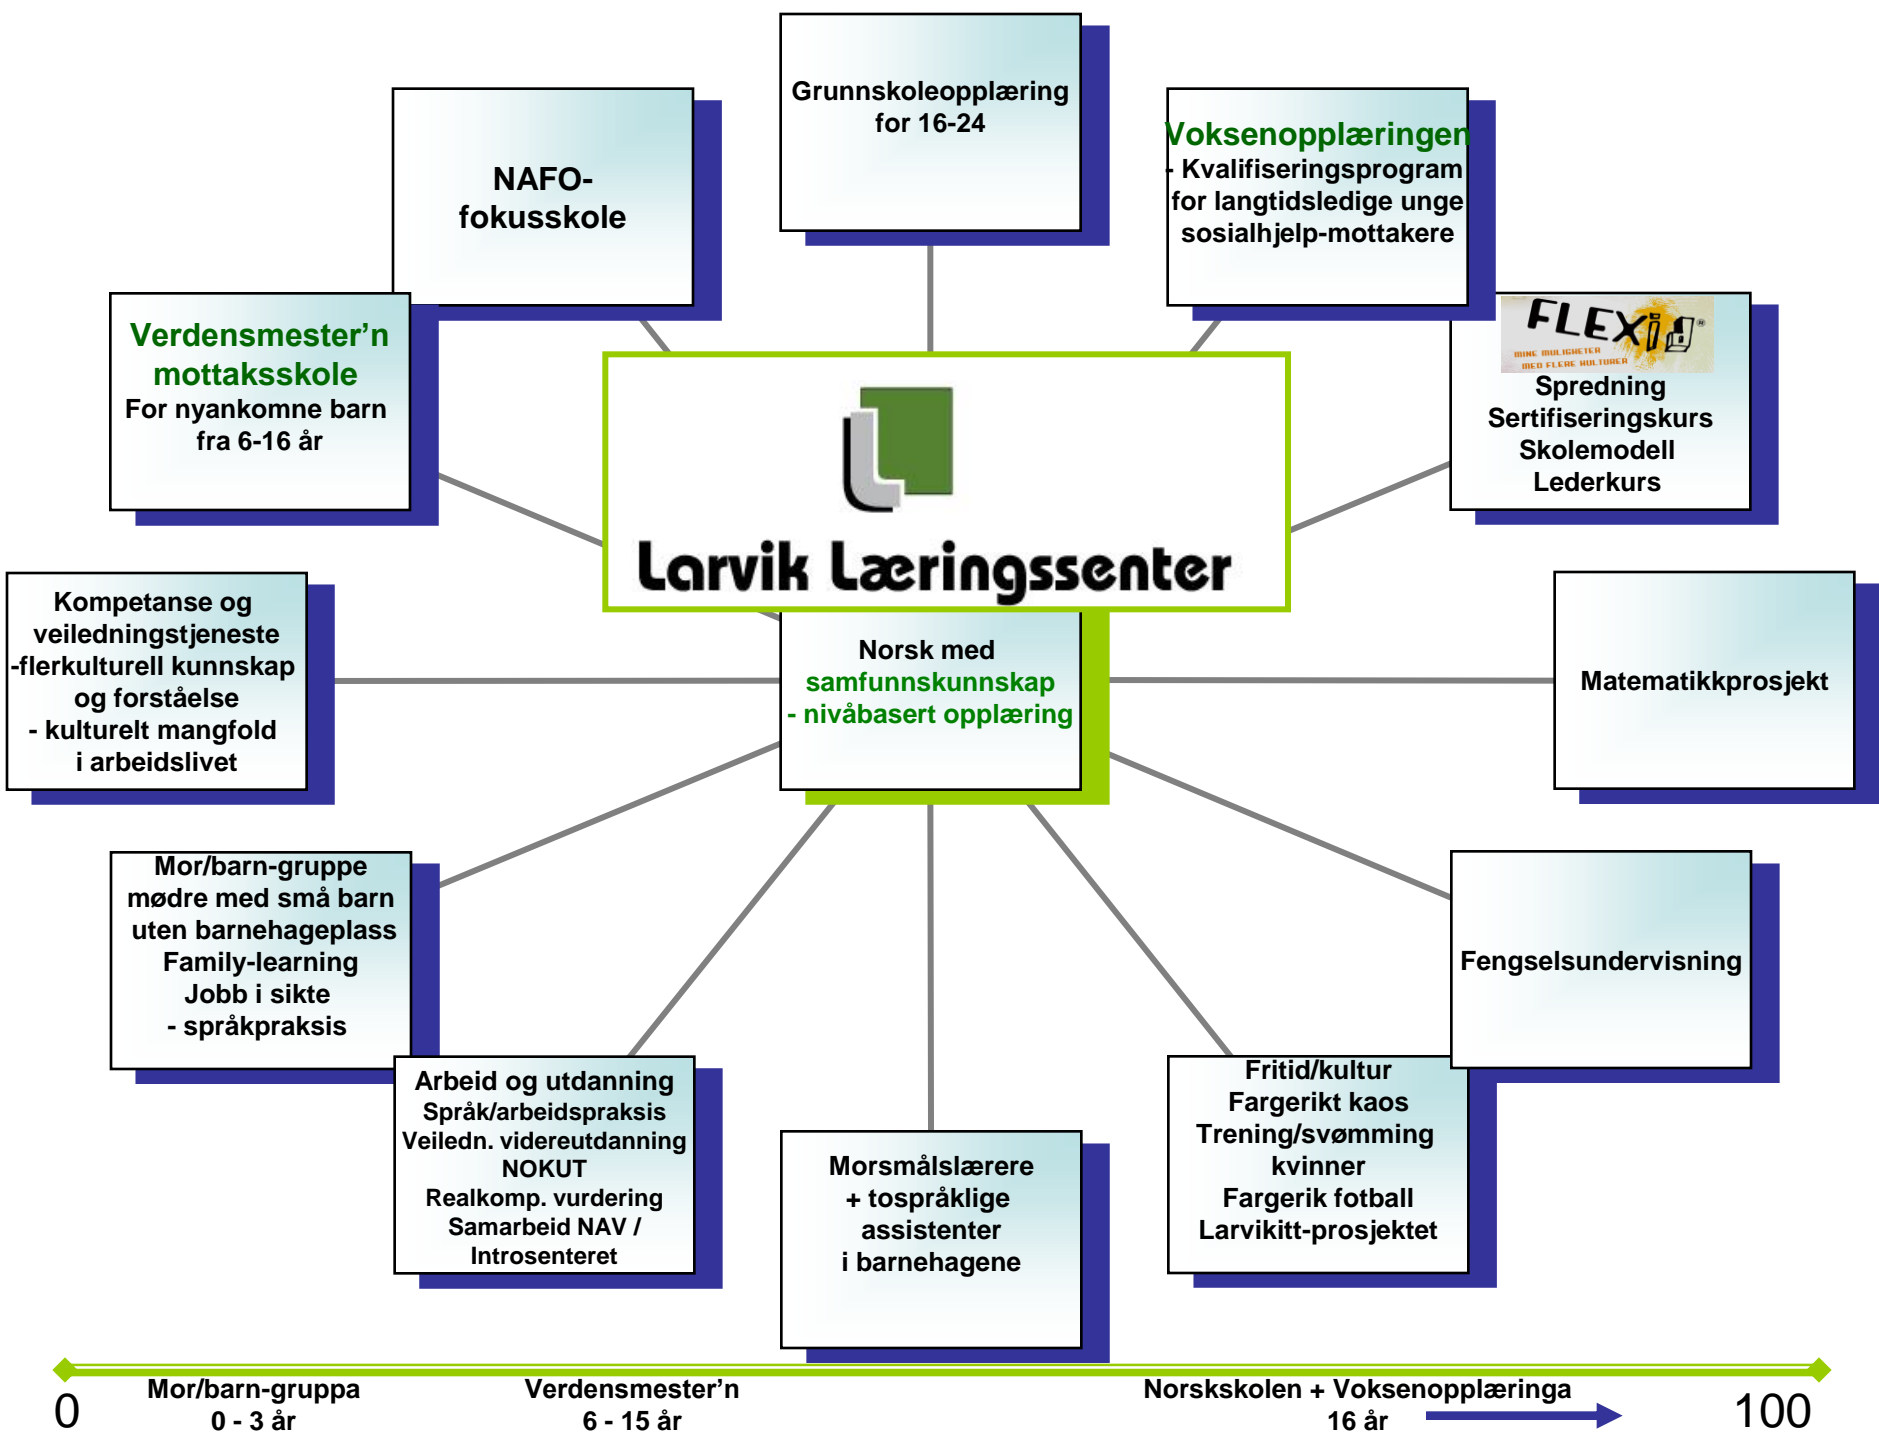 Grunnskoleopplæring
for 16-24
NAFO-
fokusskole
Voksenopplæringen
- Kvalifiseringsprogram
for langtidsledige unge
sosialhjelp-mottakere
Verdensmester’n
mottaksskole
For nyankomne barn
fra 6-16 år
FLEXid®
MINE MULIGHETER
MED FLERE KULTURER
Spredning
Sertifiseringskurs
Skolemodell
Lederkurs
Larvik Læringssenter
Kompetanse og
veiledningstjeneste
-flerkulturell kunnskap
og forståelse
- kulturelt mangfold
i arbeidslivet
Norsk med
samfunnskunnskap
- nivåbasert opplæring
Matematikkprosjekt
Mor/barn-gruppe
mødre med små barn
uten barnehageplass
Family-learning
Jobb i sikte
- språkpraksis
Fengselsundervisning
Arbeid og utdanning
Språk/arbeidspraksis
Veiledn. videreutdanning
NOKUT
Realkomp. vurdering
Samarbeid NAV /
Introsenteret
Morsmålslærere
+ tospråklige
assistenter
i barnehagene
Fritid/kultur
Fargerikt kaos
Trening/svømming
kvinner
Fargerik fotball
Larvikitt-prosjektet
0
Mor/barn-gruppa
0 - 3 år
Verdensmester’n
6 - 15 år
Norskskolen + Voksenopplæringa
16 år
100